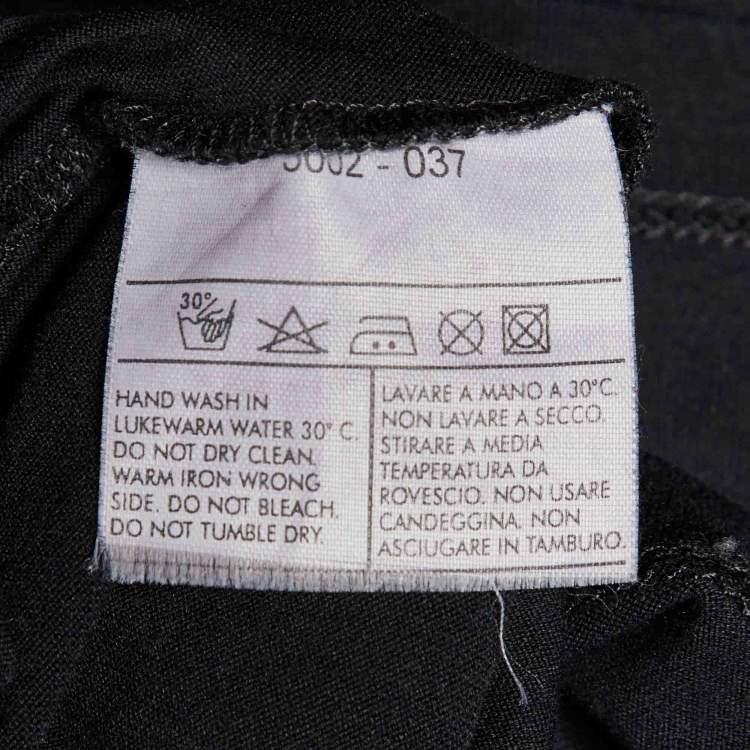 - 037
30°
HAND WASH IN
LUKEWARM WATER 30° C.
DO NOT DRY CLEAN.
WARM IRON WRONG
SIDE. DO NOT BLEACH.
DO NOT TUMBLE DRY.
LAVARE A MANO A 30°C.
NON LAVARE A SECCO.
STIRARE A MEDIA
TEMPERATURA DA
ROVESCIO. NON USARE
CANDEGGINA. NON
ASCIUGARE IN TAMBURO.